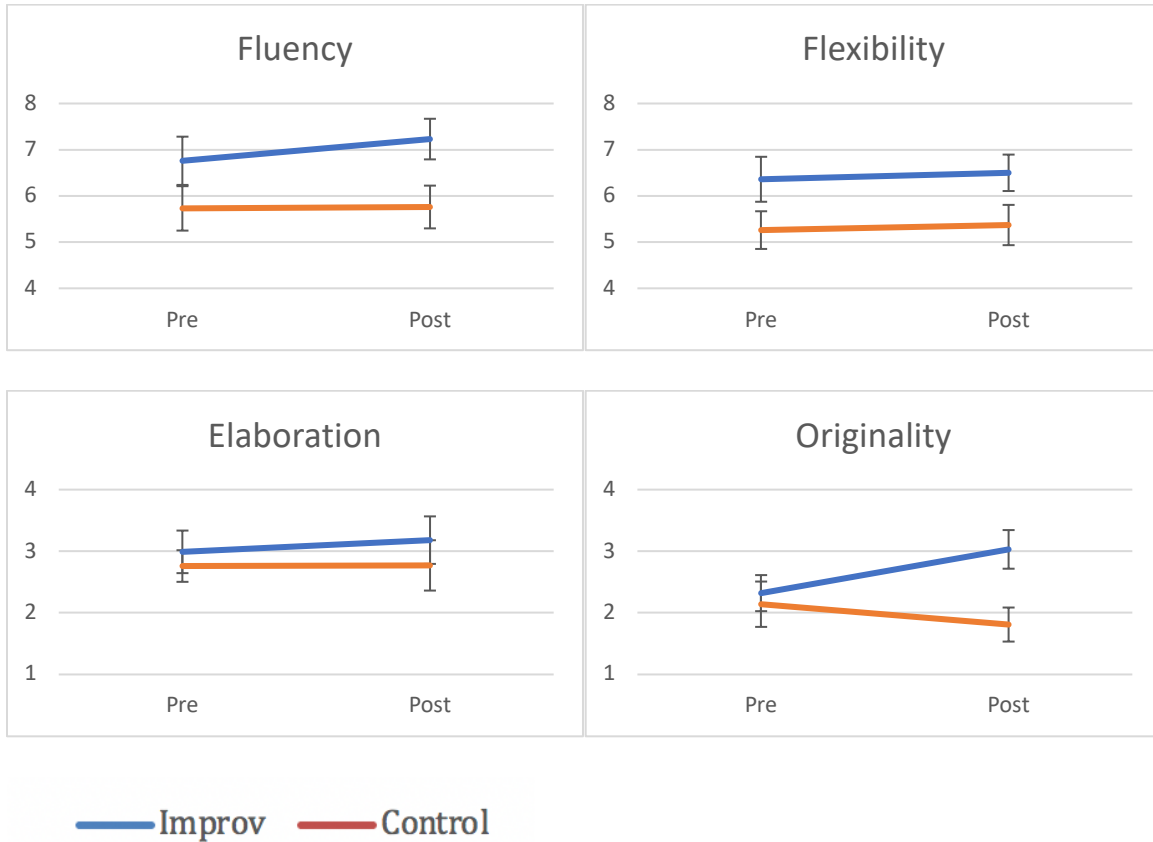 Fluency
8
7
6
5
4
Pre Post
Flexibility
8
7
6
5
4
Pre Post
Elaboration
4
3
2
1
Pre Post
Originality
4
3
2
1
Pre Post
Improv Control